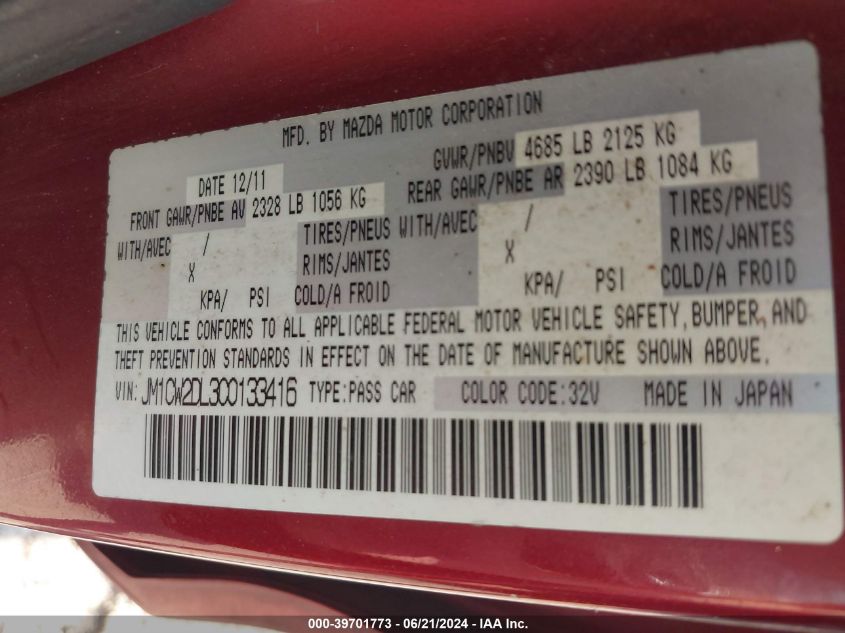 MFD. BY MAZDA MOTOR CORPORATION
DATE 12/11
GVWR/PNBV 4685 LB 2125 KG
FRONT GAWR/PNBE AV 2328 LB 1056 KG
REAR GAWR/PNBE AR 2390 LB 1084 KG
WITH/AVEC / TIRES/PNEUS WITH/AVEC / TIRES/PNEUS
X RIMS/JANTES X RIMS/JANTES
KPA/ PSI COLD/A FROID KPA/ PSI COLD/A FROID
THIS VEHICLE CONFORMS TO ALL APPLICABLE FEDERAL MOTOR VEHICLE SAFETY, BUMPER, AND
THEFT PREVENTION STANDARDS IN EFFECT ON THE DATE OF MANUFACTURE SHOWN ABOVE.
VIN: JM1CW2DL3C0133416 TYPE:PASS CAR COLOR CODE:32V MADE IN JAPAN
000-39701773 - 06/21/2024 - IAA Inc.